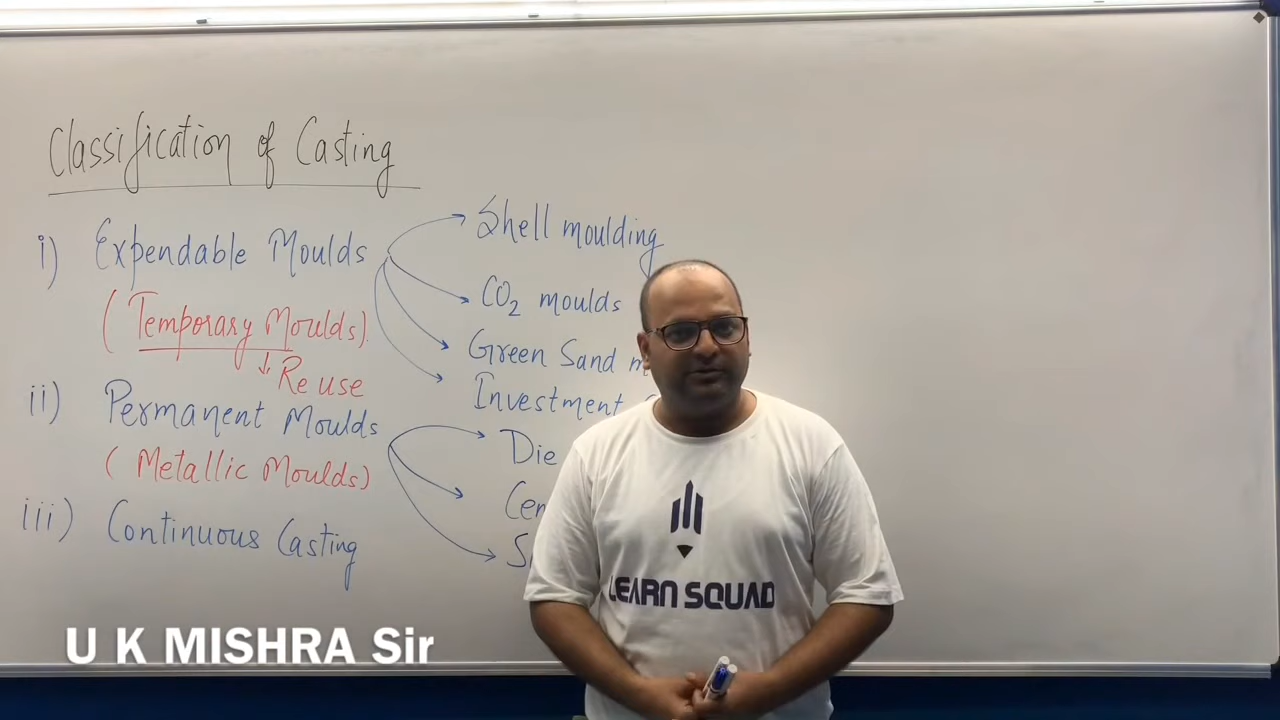 Classification of Casting
i) Expendable Moulds
(Temporary Moulds)
Re use
Shell moulding
CO2 moulds
Green Sand
Investment
ii) Permanent Moulds
(Metallic Moulds)
Die
iii) Continuous Casting
LEARN SQUAD
U K MISHRA Sir